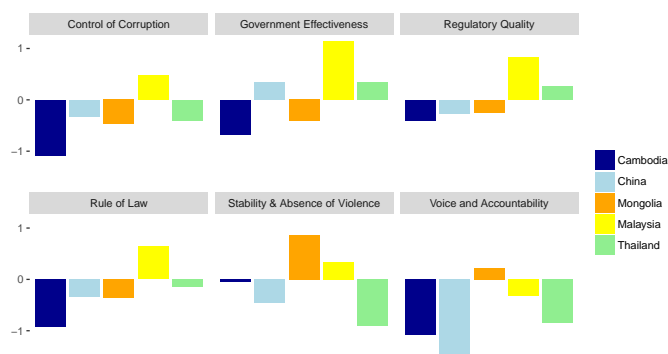 Control of Corruption
Government Effectiveness
Regulatory Quality
1
0
−1
Cambodia
China
Mongolia
Malaysia
Thailand
Rule of Law
Stability & Absence of Violence
Voice and Accountability
1
0
−1